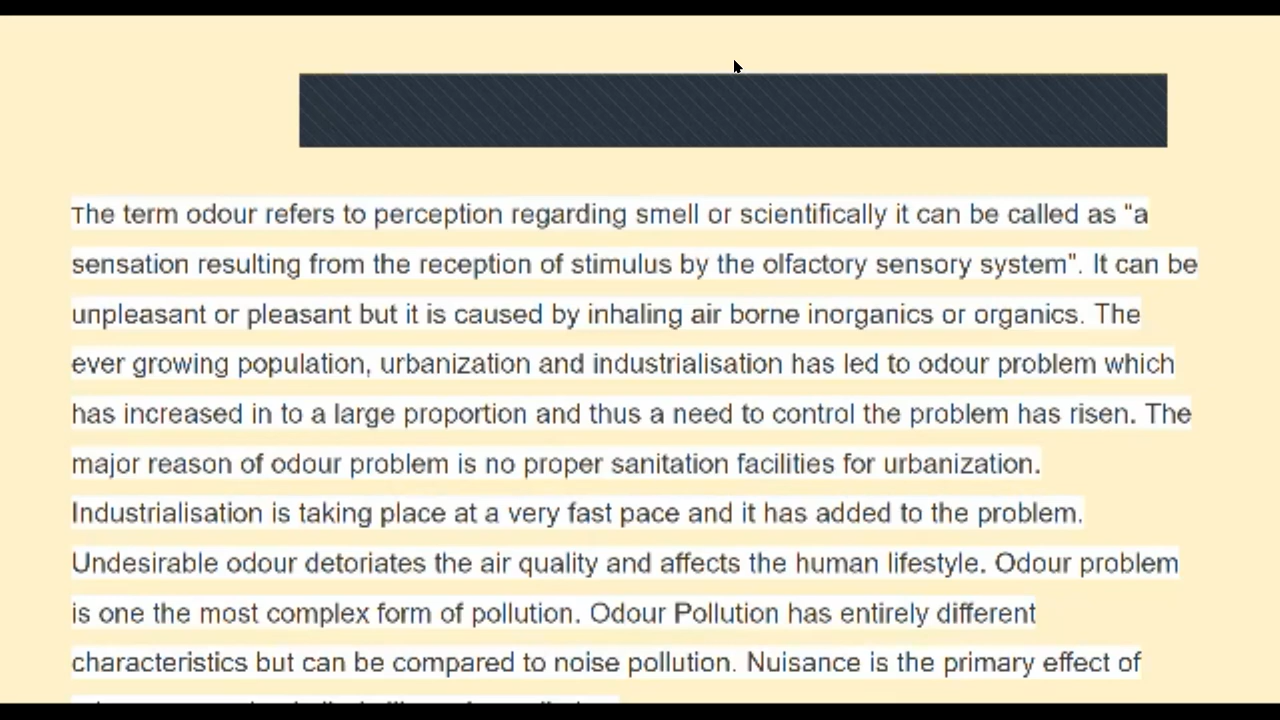 The term odour refers to perception regarding smell or scientifically it can be called as "a
sensation resulting from the reception of stimulus by the olfactory sensory system". It can be
unpleasant or pleasant but it is caused by inhaling air borne inorganics or organics. The
ever growing population, urbanization and industrialisation has led to odour problem which
has increased in to a large proportion and thus a need to control the problem has risen. The
major reason of odour problem is no proper sanitation facilities for urbanization.
Industrialisation is taking place at a very fast pace and it has added to the problem.
Undesirable odour detoriates the air quality and affects the human lifestyle. Odour problem
is one the most complex form of pollution. Odour Pollution has entirely different
characteristics but can be compared to noise pollution. Nuisance is the primary effect of